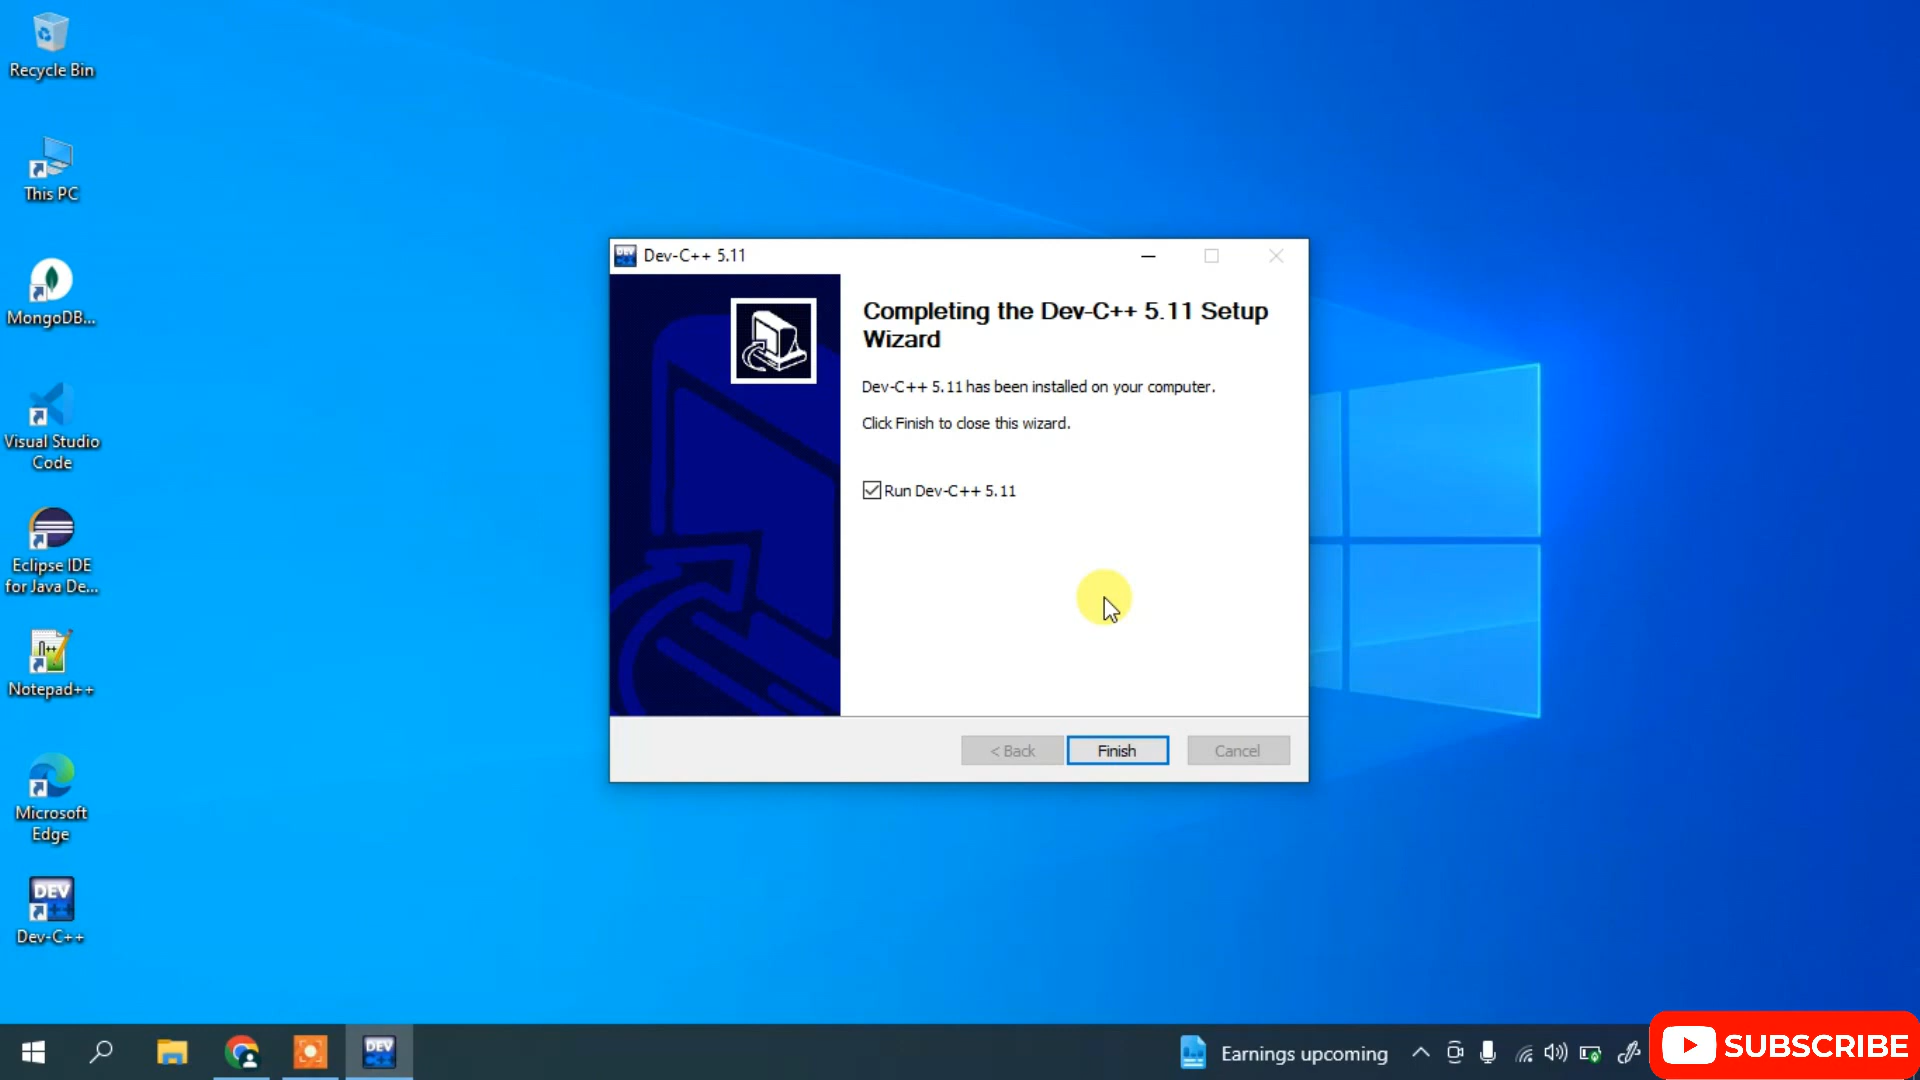 Recycle Bin
This PC
MongoDB...
Visual Studio
Code
Eclipse IDE
for Java De...
Notepad++
Microsoft
Edge
DEV
Dev-C++
Dev-C++ 5.11
Completing the Dev-C++ 5.11 Setup
Wizard
Dev-C++ 5.11 has been installed on your computer.
Click Finish to close this wizard.
Run Dev-C++ 5.11
< Back
Finish
Cancel
DEV
Earnings upcoming
SUBSCRIBE